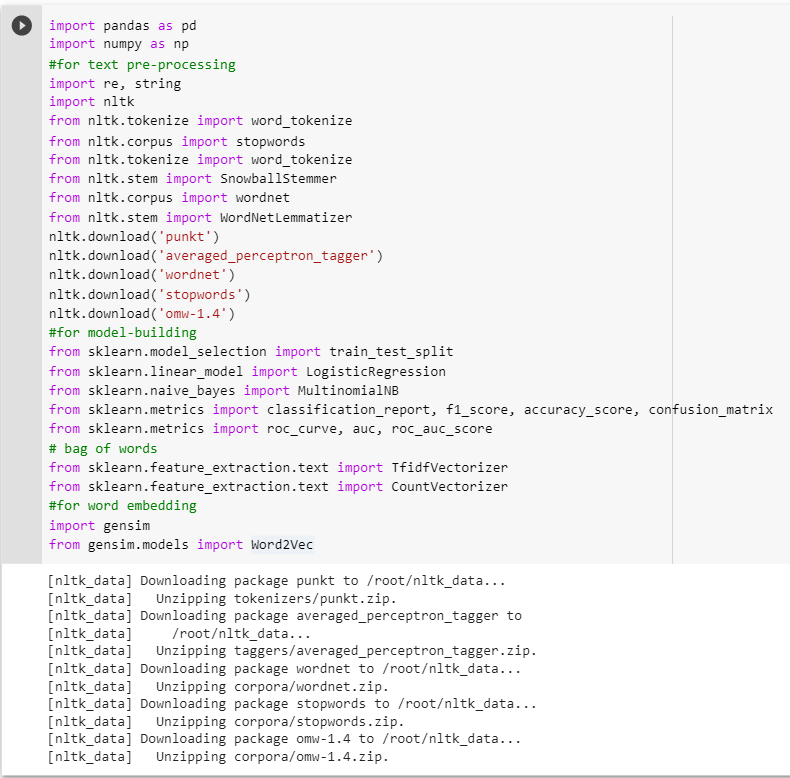 import pandas as pd
import numpy as np
#for text pre-processing
import re, string
import nltk
from nltk.tokenize import word_tokenize
from nltk.corpus import stopwords
from nltk.tokenize import word_tokenize
from nltk.stem import SnowballStemmer
from nltk.corpus import wordnet
from nltk.stem import WordNetLemmatizer
nltk.download('punkt')
nltk.download('averaged_perceptron_tagger')
nltk.download('wordnet')
nltk.download('stopwords')
nltk.download('omw-1.4')
#for model-building
from sklearn.model_selection import train_test_split
from sklearn.linear_model import LogisticRegression
from sklearn.naive_bayes import MultinomialNB
from sklearn.metrics import classification_report, f1_score, accuracy_score, confusion_matrix
from sklearn.metrics import roc_curve, auc, roc_auc_score
# bag of words
from sklearn.feature_extraction.text import TfidfVectorizer
from sklearn.feature_extraction.text import CountVectorizer
#for word embedding
import gensim
from gensim.models import Word2Vec
[nltk_data] Downloading package punkt to /root/nltk_data...
[nltk_data]   Unzipping tokenizers/punkt.zip.
[nltk_data] Downloading package averaged_perceptron_tagger to
[nltk_data]     /root/nltk_data...
[nltk_data]   Unzipping taggers/averaged_perceptron_tagger.zip.
[nltk_data] Downloading package wordnet to /root/nltk_data...
[nltk_data]   Unzipping corpora/wordnet.zip.
[nltk_data] Downloading package stopwords to /root/nltk_data...
[nltk_data]   Unzipping corpora/stopwords.zip.
[nltk_data] Downloading package omw-1.4 to /root/nltk_data...
[nltk_data]   Unzipping corpora/omw-1.4.zip.